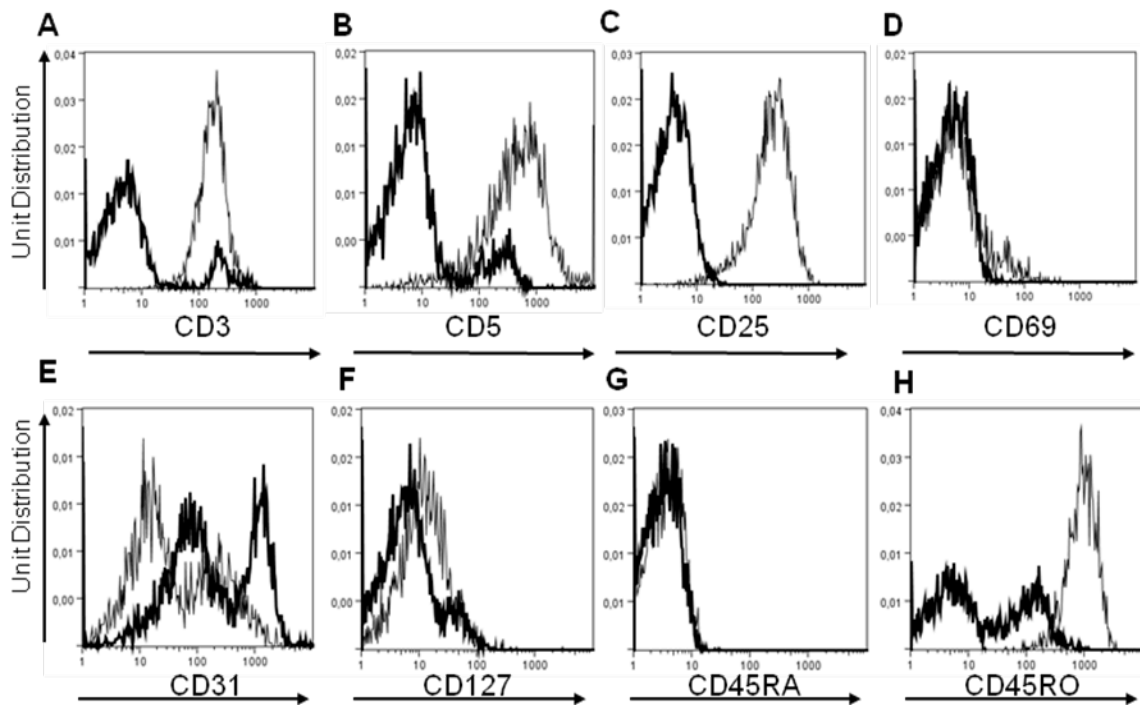 A B C D
Unit Distribution
0,04 0,02 0,03 0,02
0,03 0,02 0,02 0,02
0,02 0,01 0,02 0,01
0,01 0,01 0,01 0,01
0,01 0,00 0,01 0,00
1 10 100 1000 1 10 100 1000 1 10 100 1000 1 10 100 1000
CD3 CD5 CD25 CD69
E F G H
Unit Distribution
0,02 0,02 0,03 0,04
0,01 0,02 0,02 0,03
0,01 0,01 0,02 0,02
0,01 0,01 0,01 0,01
0,00 0,00 0,01 0,01
1 10 100 1000 1 10 100 1000 1 10 100 1000 1 10 100 1000
CD31 CD127 CD45RA CD45RO